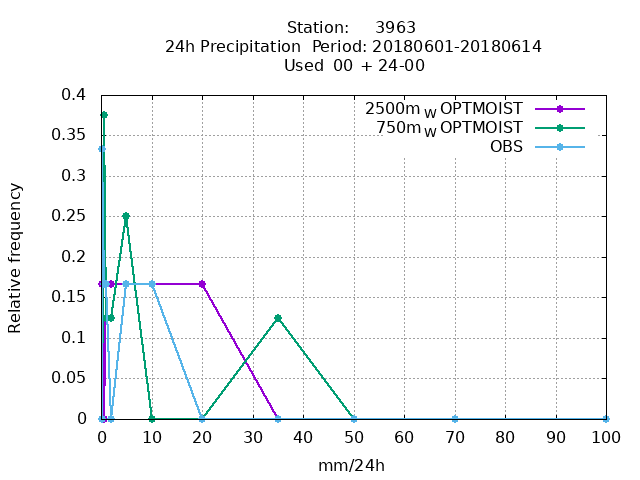 Station: 3963
24h Precipitation Period: 20180601-20180614
Used 00 + 24-00
2500m W OPTMOIST
750m W OPTMOIST
OBS
Relative frequency
0.4
0.35
0.3
0.25
0.2
0.15
0.1
0.05
0
0 10 20 30 40 50 60 70 80 90 100
mm/24h